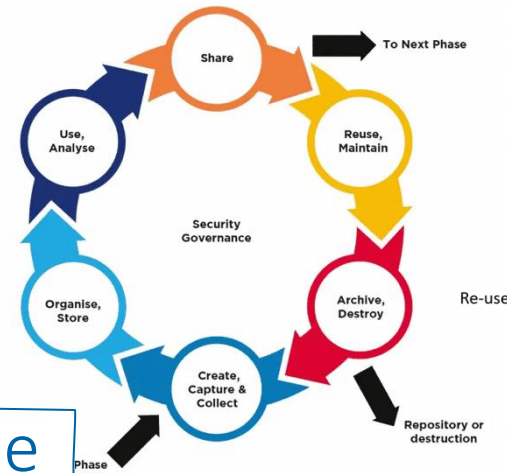 Share
To Next Phase
Use,
Analyse
Reuse,
Maintain
Security
Governance
Organise,
Store
Archive,
Destroy
Re-use
Create,
Capture &
Collect
Repository or
destruction
e
Phase